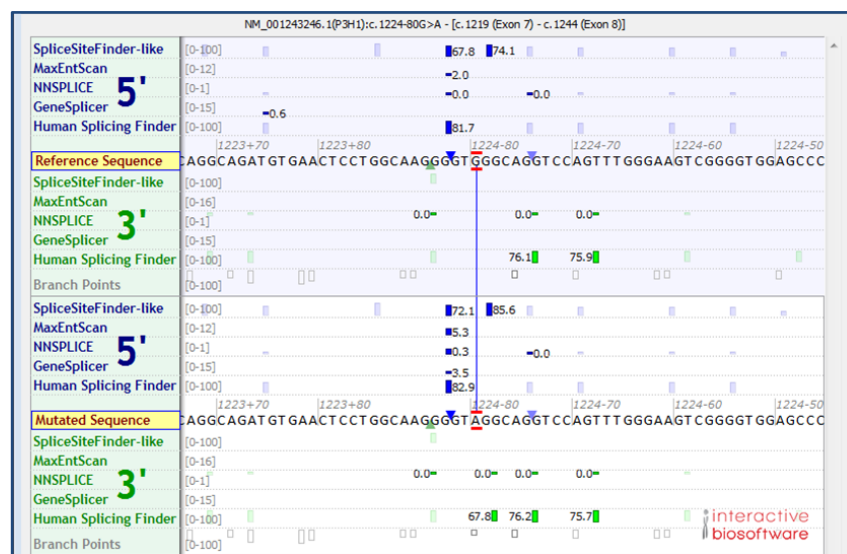 NM_001243246.1(P3H1):c.1224-80G>A - [c.1219 (Exon 7) - c.1244 (Exon 8)]
SpliceSiteFinder-like [0-100] 67.8 74.1
MaxEntScan [0-12] 2.0
NNSPLICE 5' [0-1] 0.0 0.0
GeneSplicer [0-15] 0.6
Human Splicing Finder [0-100] 81.7
1223+70 1223+80 1224-80 1224-70 1224-60 1224-50
Reference Sequence CAGGCAGATGTGAACTCCTGGCAAGGGGTGGGCAGGTCCAGTTTGGGAAGTCGGGGTGGAGCCC
SpliceSiteFinder-like [0-100]
MaxEntScan [0-16]
NNSPLICE 3' [0-1] 0.0 0.0 0.0
GeneSplicer [0-15]
Human Splicing Finder [0-100] 76.1 75.9
Branch Points [0-100]
SpliceSiteFinder-like [0-100] 72.1 85.6
MaxEntScan [0-12] 5.3
NNSPLICE 5' [0-1] 0.3 0.0
GeneSplicer [0-15] 3.5
Human Splicing Finder [0-100] 82.9
1223+70 1223+80 1224-80 1224-70 1224-60 1224-50
Mutated Sequence CAGGCAGATGTGAACTCCTGGCAAGGGGTAGGCAGGTCCAGTTTGGGAAGTCGGGGTGGAGCCC
SpliceSiteFinder-like [0-100]
MaxEntScan [0-16]
NNSPLICE 3' [0-1] 0.0 0.0 0.0 0.0
GeneSplicer [0-15]
Human Splicing Finder [0-100] 67.8 76.2 75.7
Branch Points [0-100]
interactive
biosoftware